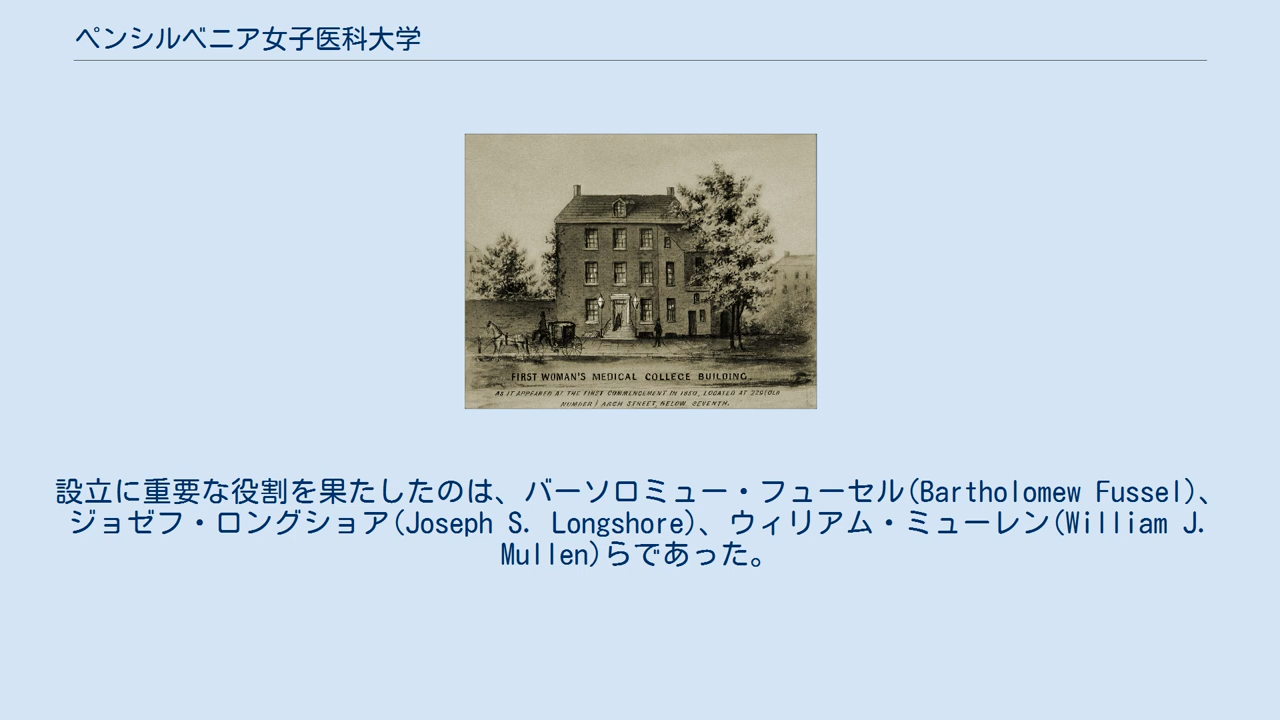 ペンシルベニア女子医科大学
FIRST WOMAN'S MEDICAL COLLEGE BUILDING.
AS IT APPEARED AT THE FIRST COMMENCEMENT IN 1850, LOCATED AT 229(OLD
NUMBER) ARCH STREET, BELOW SEVENTH.
設立に重要な役割を果たしたのは、バーソロミュー・フューセル(Bartholomew Fussel)、
ジョゼフ・ロングショア(Joseph S. Longshore)、ウィリアム・ミューレン(William J.
Mullen)らであった。